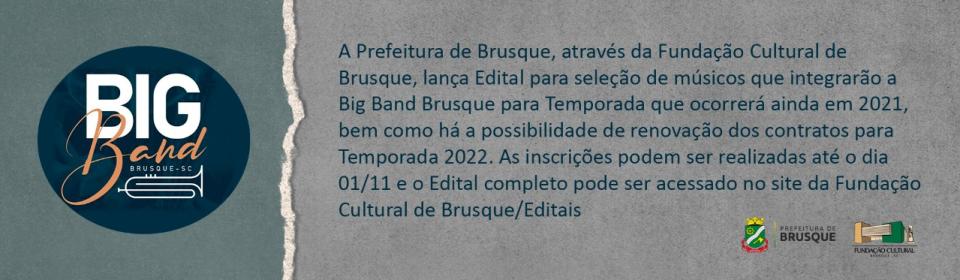 BIG
Band
BRUSQUE-SC
A Prefeitura de Brusque, através da Fundação Cultural de
Brusque, lança Edital para seleção de músicos que integrarão a
Big Band Brusque para Temporada que ocorrerá ainda em 2021,
bem como há a possibilidade de renovação dos contratos para
Temporada 2022. As inscrições podem ser realizadas até o dia
01/11 e o Edital completo pode ser acessado no site da Fundação
Cultural de Brusque/Editais
PREFEITURA DE
BRUSQUE
FUNDAÇÃO CULTURAL
BRUSQUE - SC